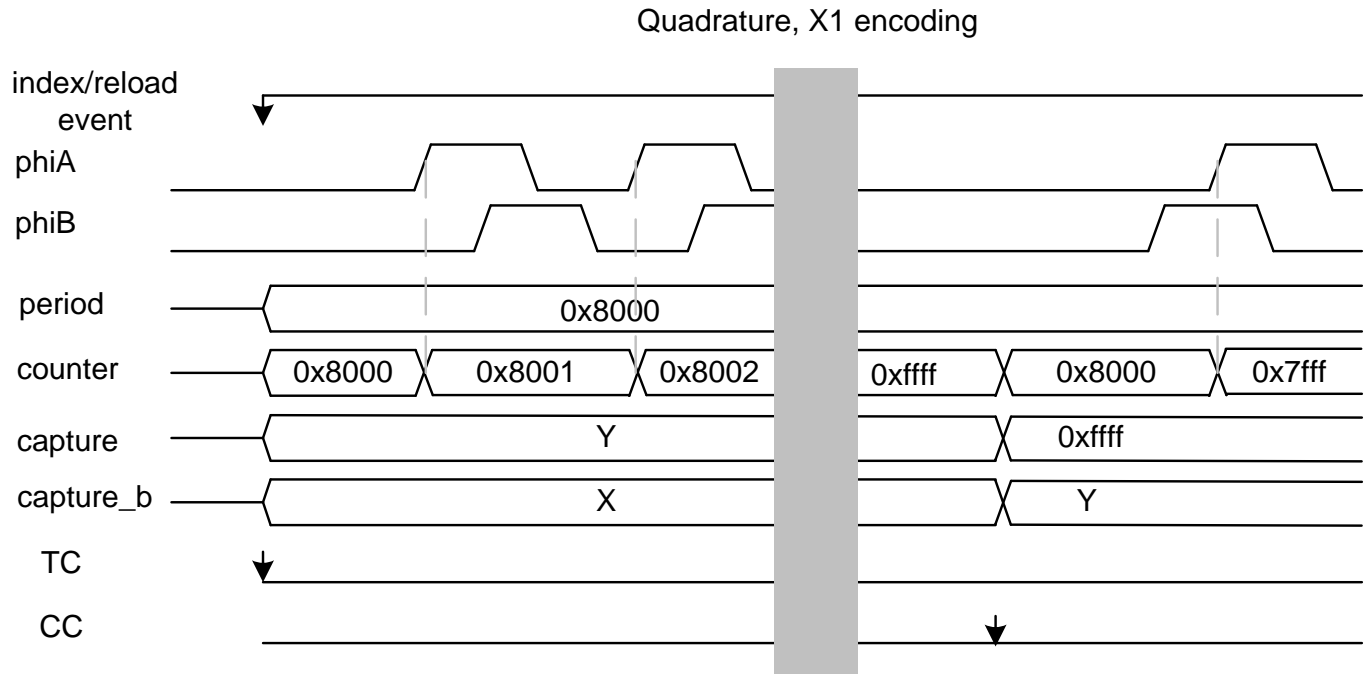 Quadrature, X1 encoding
index/reload
event
phiA
phiB
period 0x8000
counter 0x8000 0x8001 0x8002 0xffff 0x8000 0x7fff
capture Y 0xffff
capture_b X Y
TC
CC